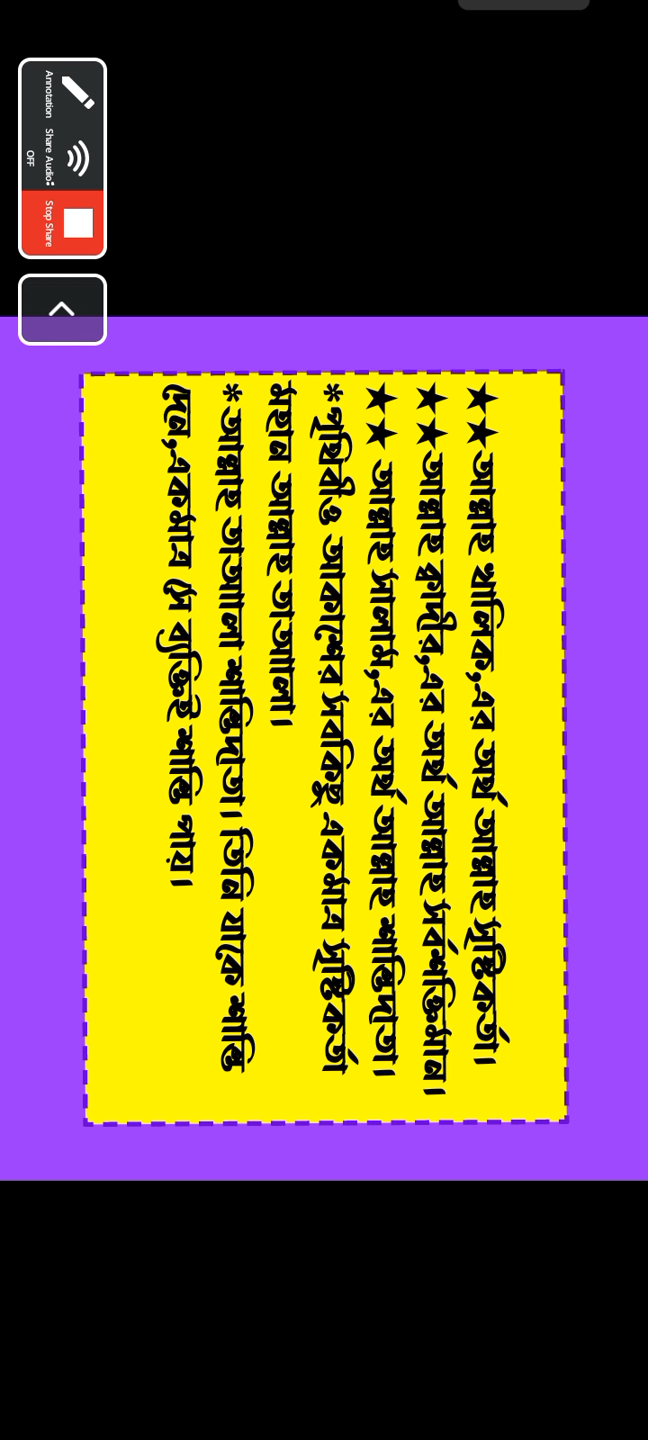 Annotation
Share Audio:
OFF
Stop Share
★★আল্লাহ খালিক,এর অর্থ আল্লাহ সৃষ্টিকর্তা।
★★আল্লাহ ক্বাদীর,এর অর্থ আল্লাহ সর্বশক্তিমান।
★★ আল্লাহ সালাম,এর অর্থ আল্লাহ শান্তিদাতা।
*পৃথিবীও আকাশের সবকিছু একমাত্র সৃষ্টিকর্তা
মহান আল্লাহ তাআলা।
*আল্লাহ তাআলা শান্তিদাতা। তিনি যাকে শান্তি
দেন,একমাত্র সে ব্যক্তিই শান্তি পায়।